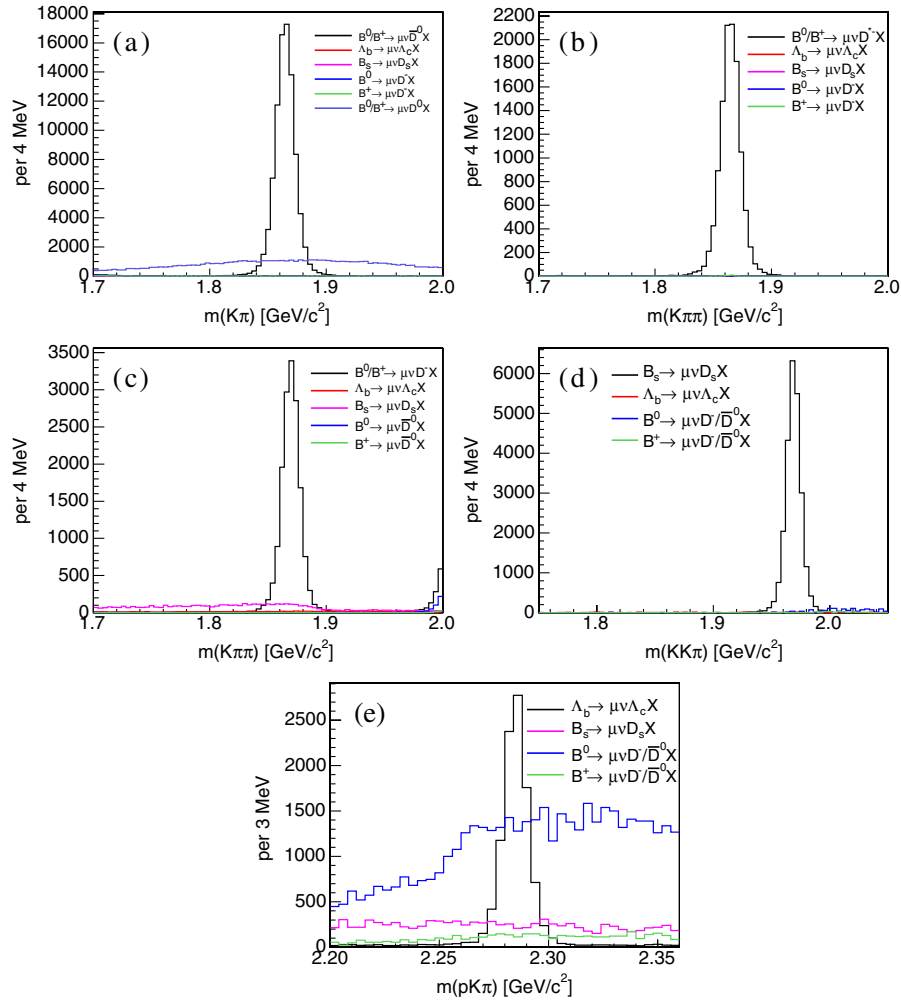 (a)
B⁰/B⁺→ μνD̅⁰X
Λb→ μνΛcX
Bs→ μνDsX
B⁰→ μνD⁻X
B⁺→ μνD⁻X
B⁰/B⁺→ μνD⁰X
per 4 MeV
18000
16000
14000
12000
10000
8000
6000
4000
2000
0
1.7 1.8 1.9 2.0
m(Kπ) [GeV/c²]
(b)
B⁰/B⁺→ μνD*⁻X
Λb→ μνΛcX
Bs→ μνDsX
B⁰→ μνD⁻X
B⁺→ μνD⁻X
per 4 MeV
2200
2000
1800
1600
1400
1200
1000
800
600
400
200
0
1.7 1.8 1.9 2.0
m(Kππ) [GeV/c²]
(c)
B⁰/B⁺→ μνD⁻X
Λb→ μνΛcX
Bs→ μνDsX
B⁰→ μνD̅⁰X
B⁺→ μνD̅⁰X
per 4 MeV
3500
3000
2500
2000
1500
1000
500
0
1.7 1.8 1.9 2.0
m(Kππ) [GeV/c²]
(d)
Bs→ μνDsX
Λb→ μνΛcX
B⁰→ μνD⁻/D̅⁰X
B⁺→ μνD⁻/D̅⁰X
per 4 MeV
6000
5000
4000
3000
2000
1000
0
1.8 1.9 2.0
m(KKπ) [GeV/c²]
(e)
Λb→ μνΛcX
Bs→ μνDsX
B⁰→ μνD⁻/D̅⁰X
B⁺→ μνD⁻/D̅⁰X
per 3 MeV
2500
2000
1500
1000
500
0
2.20 2.25 2.30 2.35
m(pKπ) [GeV/c²]